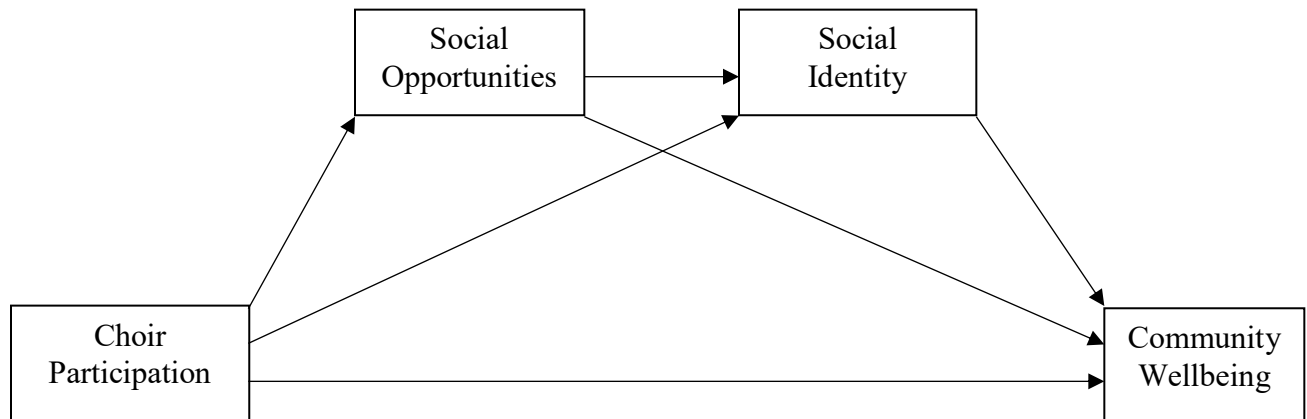 Social
Opportunities
Social
Identity
Choir
Participation
Community
Wellbeing